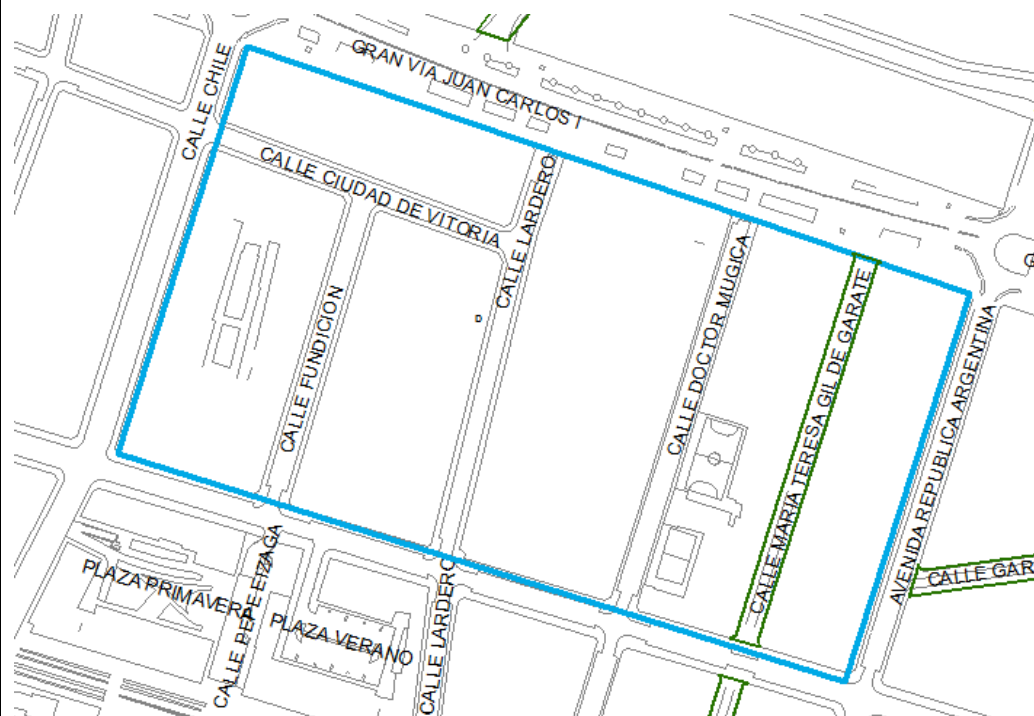 GRAN VIA JUAN CARLOS I
CALLE CHILE
CALLE CIUDAD DE VITORIA
CALLE LARDERO
CALLE FUNDICION
CALLE DOCTOR MUGICA
CALLE MARIA TERESA GIL DE GARATE
AVENIDA REPUBLICA ARGENTINA
G
CALLE GAR
PLAZA PRIMAVERA
CALLE PEPE EIZAGA
PLAZA VERANO
CALLE LARDERO